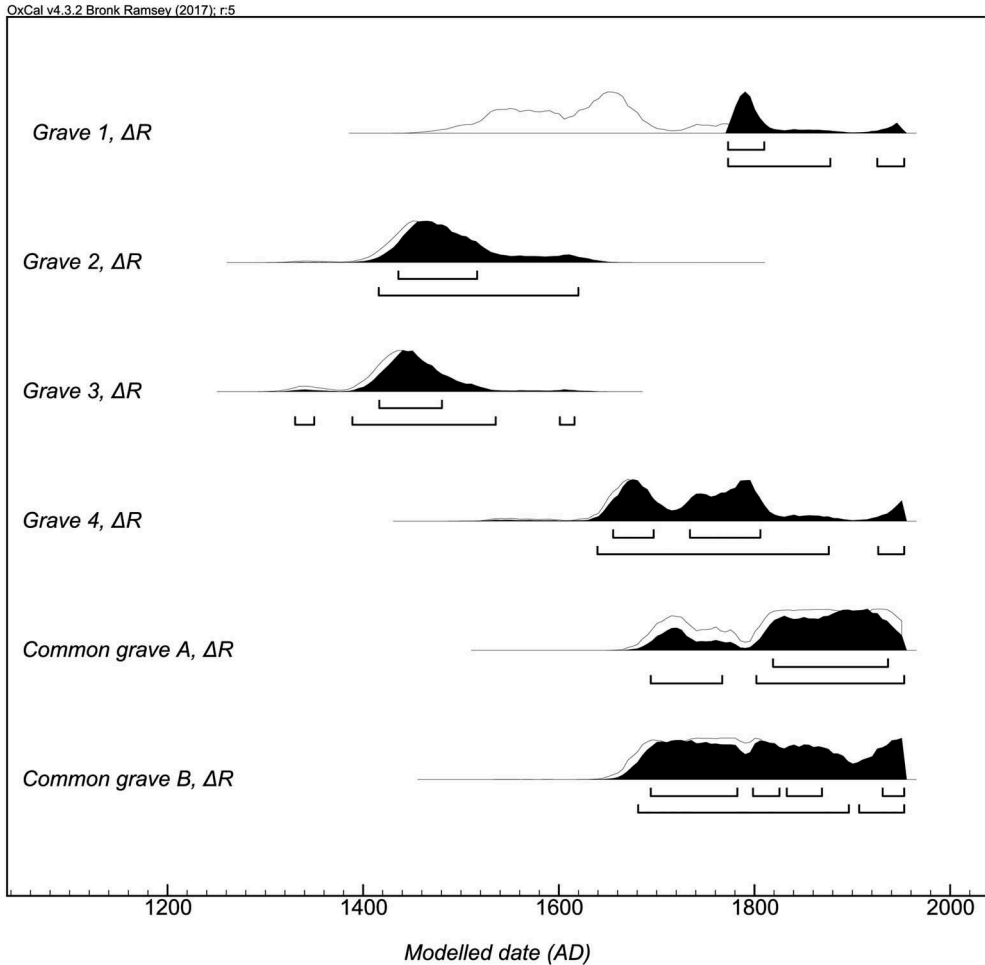 OxCal v4.3.2 Bronk Ramsey (2017); r:5
Grave 1, ΔR
Grave 2, ΔR
Grave 3, ΔR
Grave 4, ΔR
Common grave A, ΔR
Common grave B, ΔR
1200 1400 1600 1800 2000
Modelled date (AD)